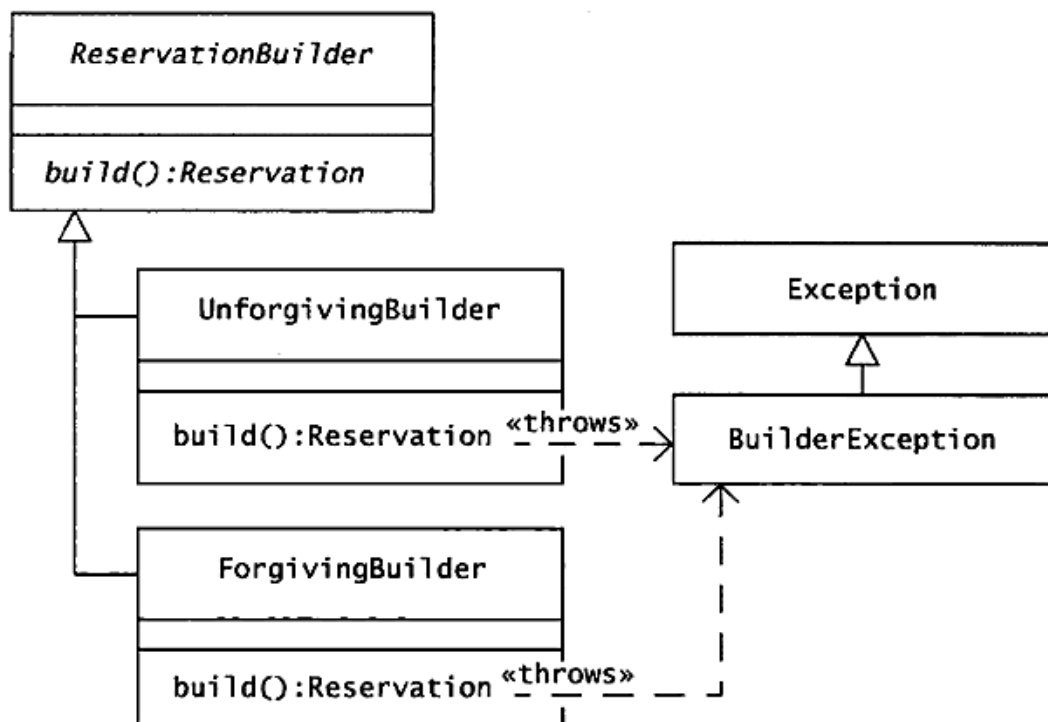 ReservationBuilder
build():Reservation
UnforgivingBuilder
build():Reservation
«throws»
Exception
BuilderException
ForgivingBuilder
build():Reservation
«throws»